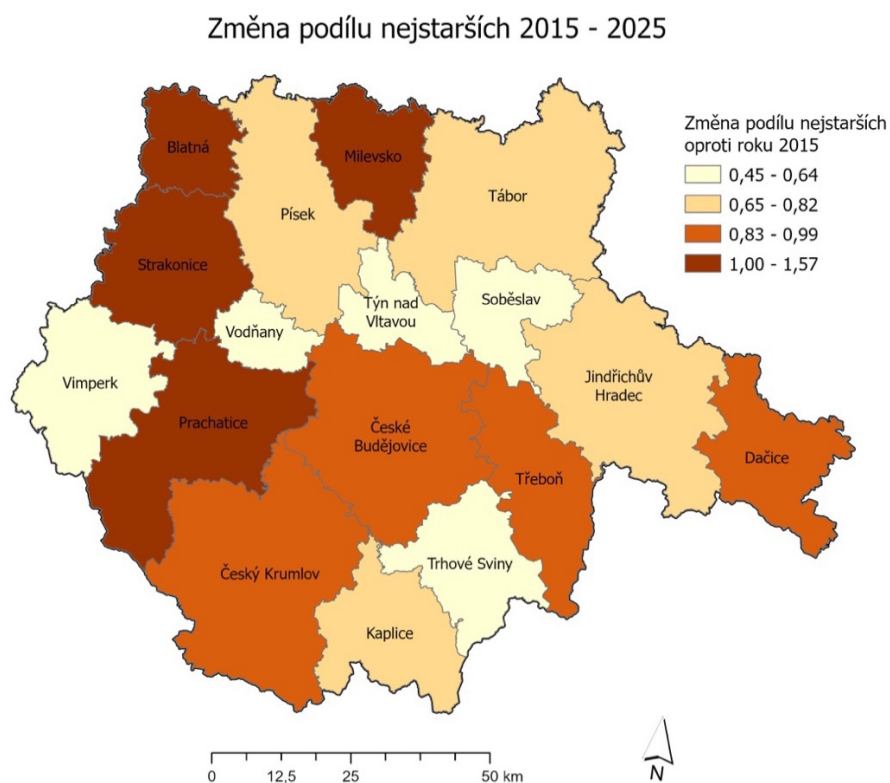 Změna podílu nejstarších 2015 - 2025
Změna podílu nejstarších
oproti roku 2015
0,45 - 0,64
0,65 - 0,82
0,83 - 0,99
1,00 - 1,57
Blatná
Milevsko
Písek
Tábor
Strakonice
Týn nad
Vltavou
Soběslav
Vodňany
Vimperk
Jindřichův
Hradec
Prachatice
České
Budějovice
Třeboň
Dačice
Český Krumlov
Trhové Sviny
Kaplice
0 12,5 25 50 km
N